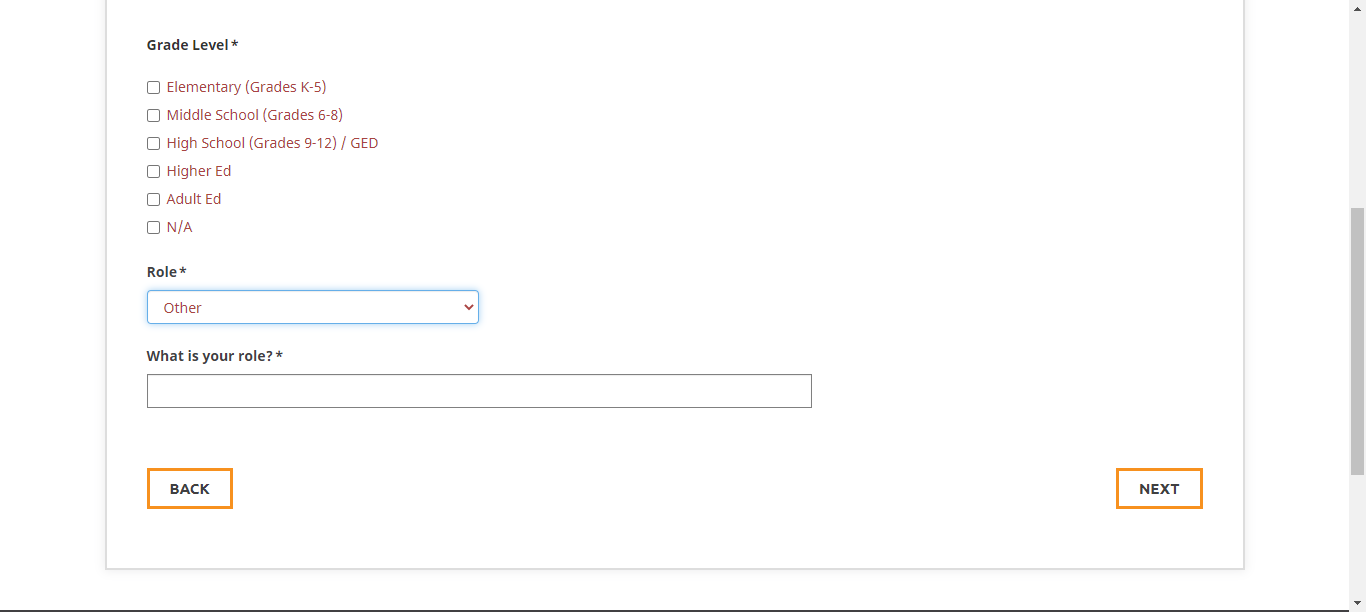 Grade Level*
Elementary (Grades K-5)
Middle School (Grades 6-8)
High School (Grades 9-12) / GED
Higher Ed
Adult Ed
N/A
Role*
Other
What is your role?*
BACK
NEXT